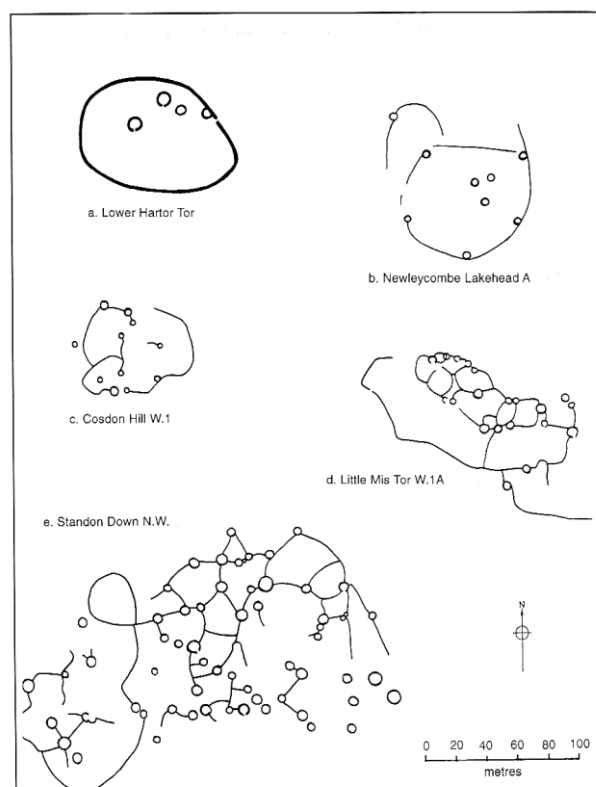 a. Lower Hartor Tor
b. Newleycombe Lakehead A
c. Cosdon Hill W.1
d. Little Mis Tor W.1A
e. Standon Down N.W.
N
0 20 40 60 80 100
metres